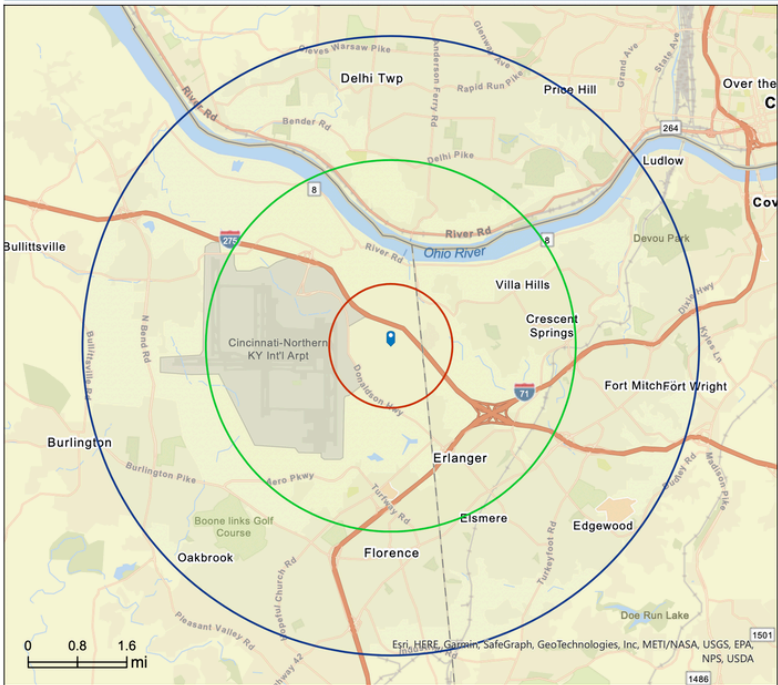 Cleves Warsaw Pike
Glenway Ave
Grand Ave
State Ave
Anderson Ferry Rd
Delhi Twp
Rapid Run Pike
Price Hill
Over the
C
River Rd
Bender Rd
264
Delhi Pike
Ludlow
8
Cov
River Rd
275
8
Bullittsville
River Rd
Ohio River
Devou Park
Villa Hills
Dixie Hwy
N Bend Rd
Crescent
Springs
Cincinnati-Northern
KY Int'l Arpt
Kyles Ln
Bullittsville Rd
Donaldson Hwy
71
Fort Mitch
Fort Wright
Burlington
Erlanger
Burlington Pike
Aero Pkwy
Dudley Rd
Madison Pike
Turfway Rd
Boone links Golf
Course
Elsmere
Edgewood
Oakbrook
Florence
Turkeyfoot Rd
Hopeful Church Rd
Pleasant Valley Rd
Doe Run Lake
1501
0 0.8 1.6
mi
Esri, HERE, Garmin, SafeGraph, GeoTechnologies, Inc, METI/NASA, USGS, EPA,
NPS, USDA
1486